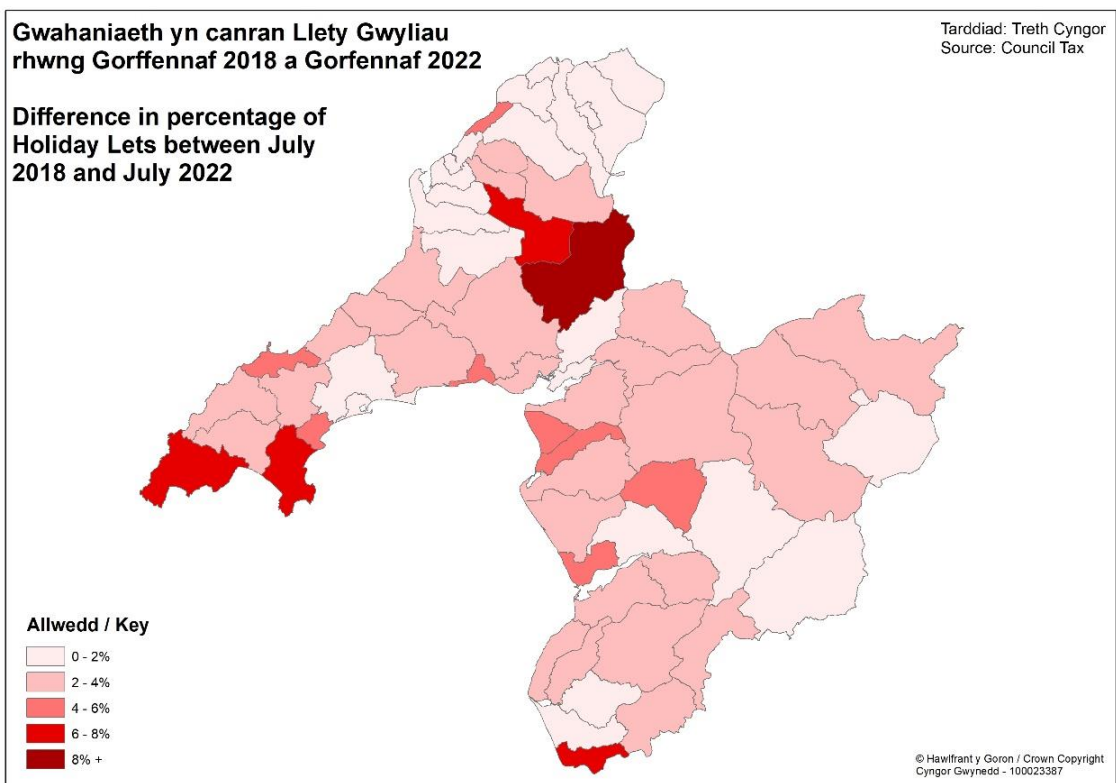 Gwahaniaeth yn canran Llety Gwyliau
rhwng Gorffennaf 2018 a Gorfennaf 2022
Difference in percentage of
Holiday Lets between July
2018 and July 2022
Tarddiad: Treth Cyngor
Source: Council Tax
Allwedd / Key
0 - 2%
2 - 4%
4 - 6%
6 - 8%
8% +
© Hawlfrant y Goron / Crown Copyright
Cyngor Gwynedd - 100023387